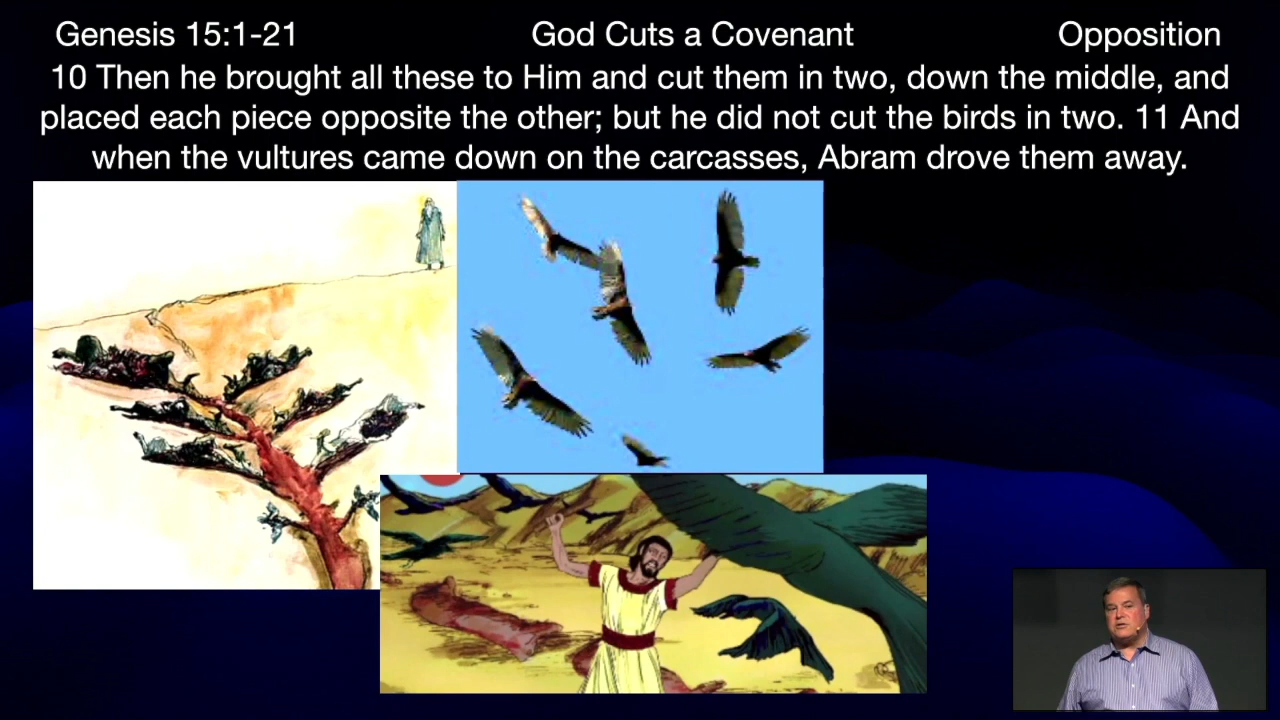 Genesis 15:1-21 God Cuts a Covenant Opposition
10 Then he brought all these to Him and cut them in two, down the middle, and
placed each piece opposite the other; but he did not cut the birds in two. 11 And
when the vultures came down on the carcasses, Abram drove them away.